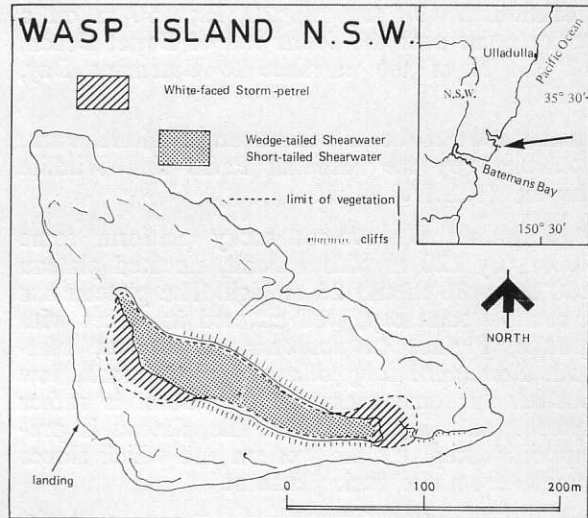 WASP ISLAND N.S.W.
White-faced Storm-petrel
Wedge-tailed Shearwater
Short-tailed Shearwater
limit of vegetation
cliffs
landing
0 100 200m
NORTH
Ulladulla
Pacific Ocean
N.S.W.
35° 30'
Batemans Bay
150° 30'